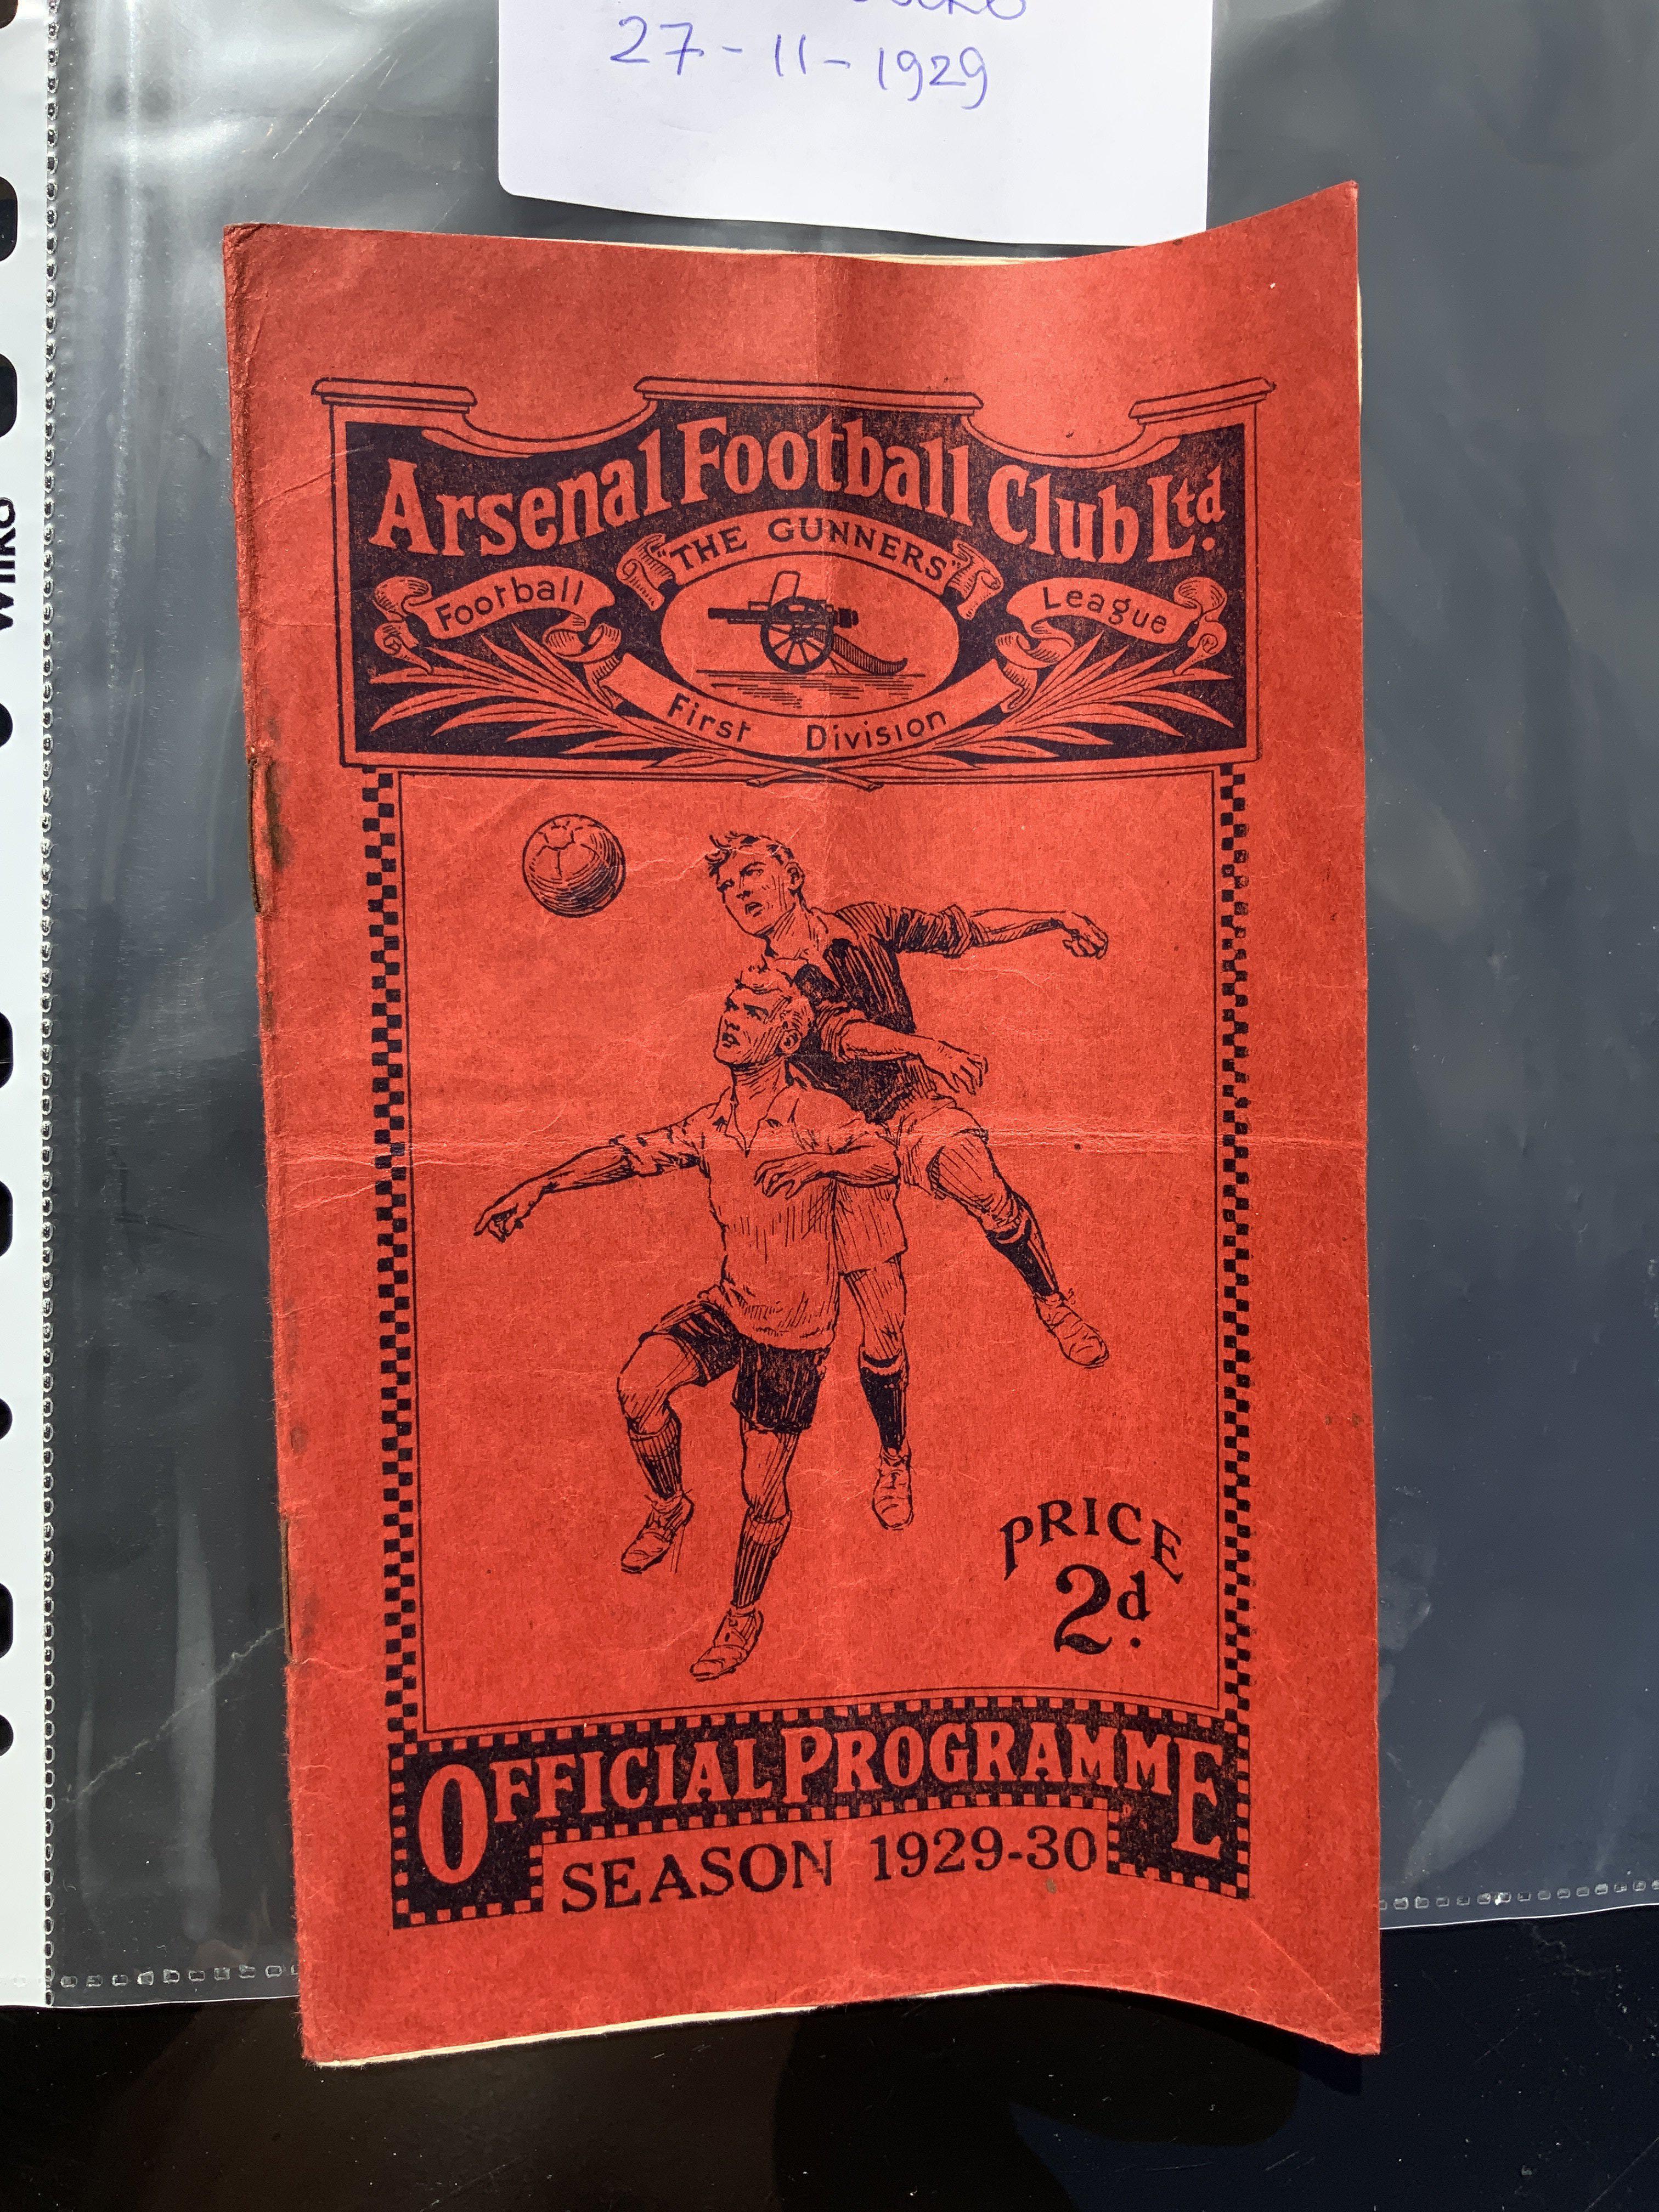 27-11-1929
Arsenal Football Club Ltd.
"THE GUNNERS"
Football League
First Division
PRICE
2d.
OFFICIAL PROGRAMME
SEASON 1929-30